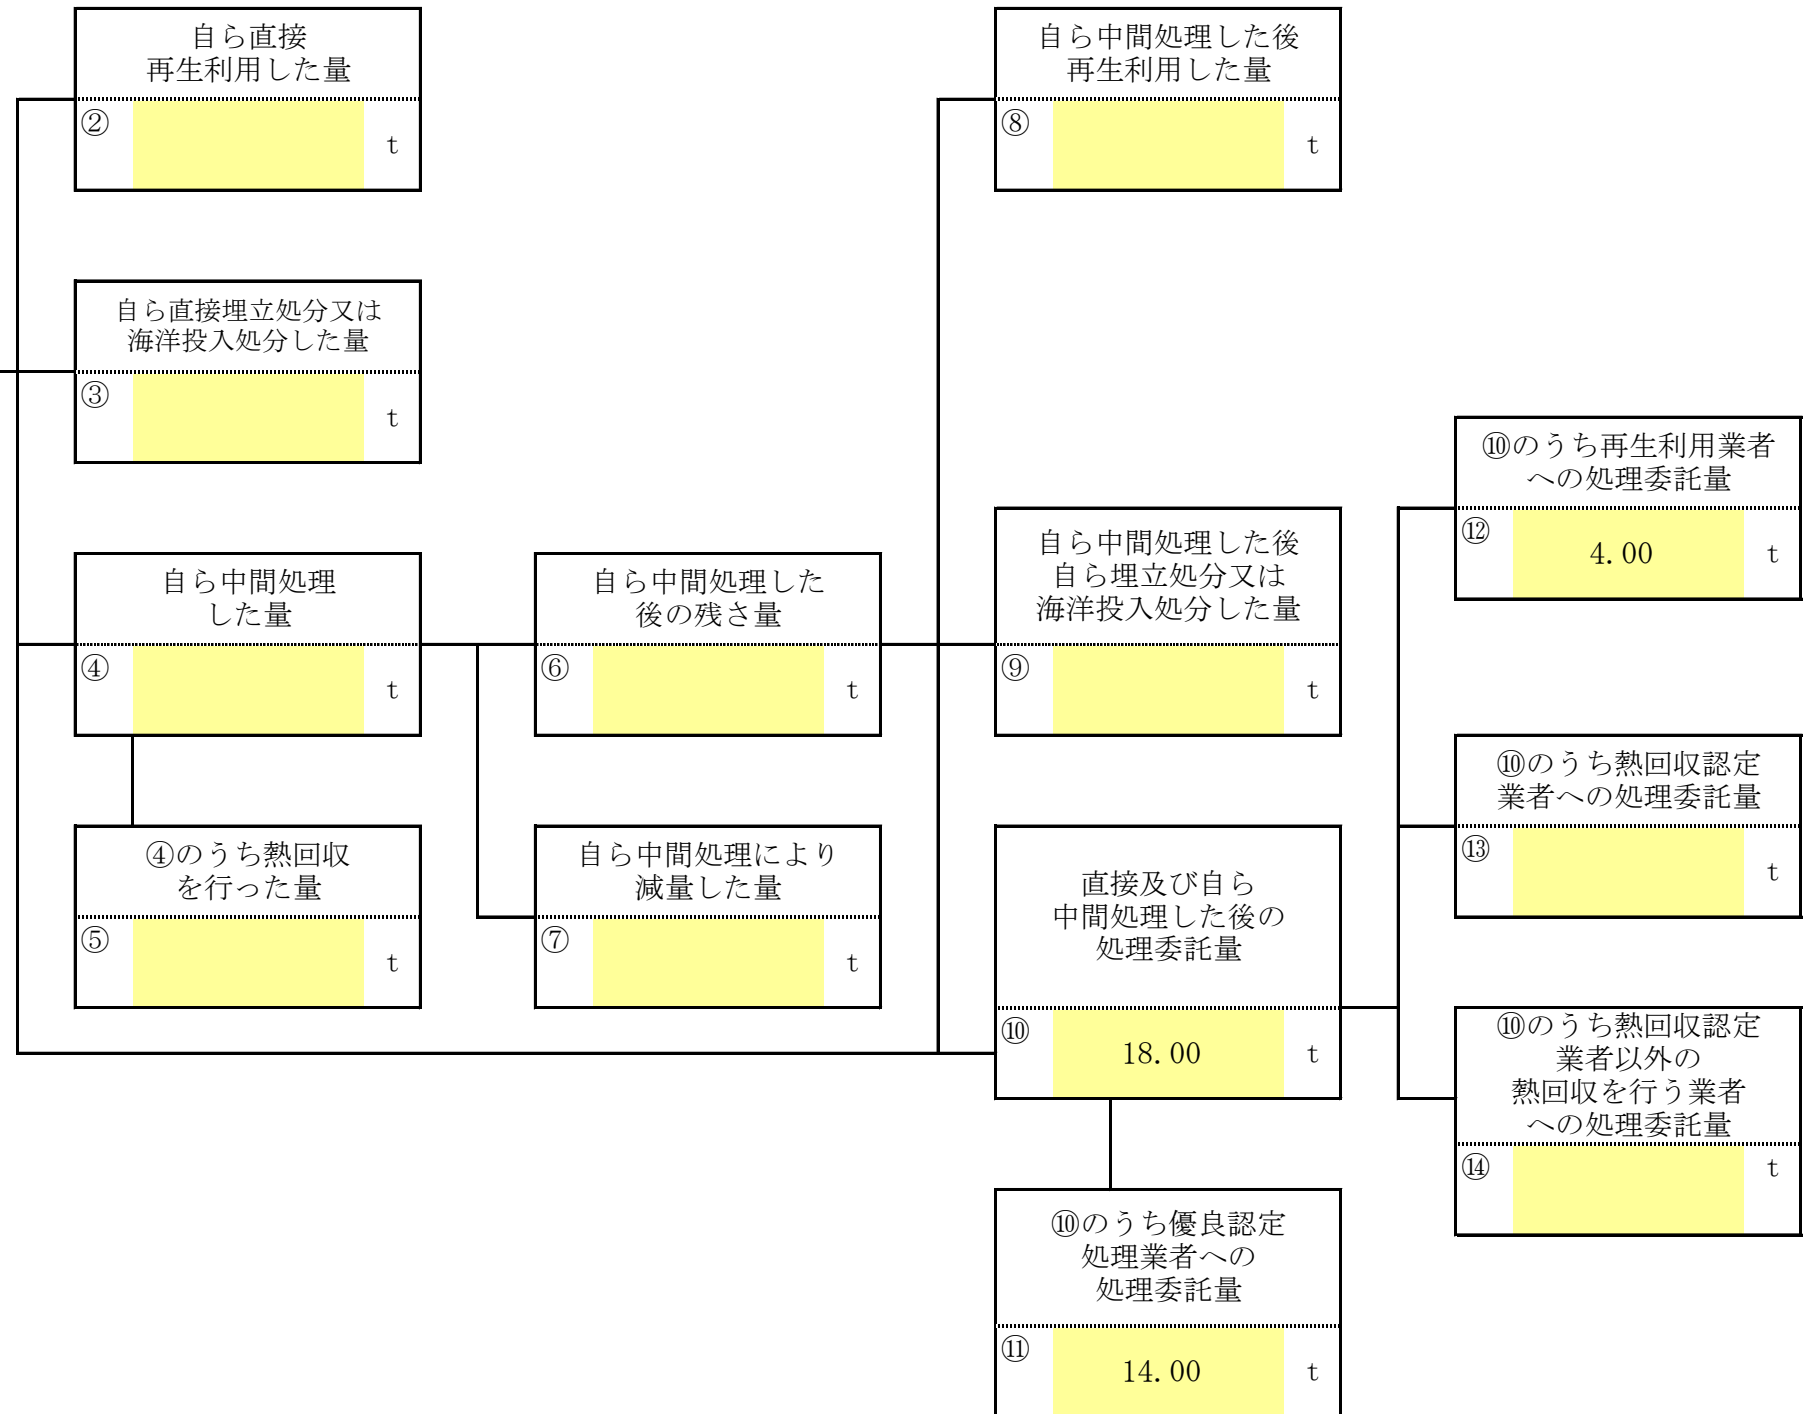 自ら直接
再生利用した量
②
t
自ら中間処理した後
再生利用した量
⑧
t
自ら直接埋立処分又は
海洋投入処分した量
③
t
⑩のうち再生利用業者
への処理委託量
⑫
4.00
t
自ら中間処理
した量
④
t
自ら中間処理した
後の残さ量
⑥
t
自ら中間処理した後
自ら埋立処分又は
海洋投入処分した量
⑨
t
⑩のうち熱回収認定
業者への処理委託量
⑬
t
④のうち熱回収
を行った量
⑤
t
自ら中間処理により
減量した量
⑦
t
直接及び自ら
中間処理した後の
処理委託量
⑩
18.00
t
⑩のうち熱回収認定
業者以外の
熱回収を行う業者
への処理委託量
⑭
t
⑩のうち優良認定
処理業者への
処理委託量
⑪
14.00
t